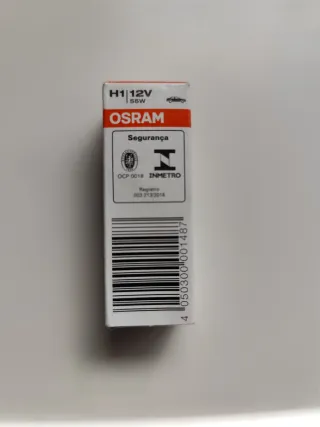 H1 12V
55W
OSRAM
Segurança
OCP 0018
INMETRO
Registro
4 050300 001487